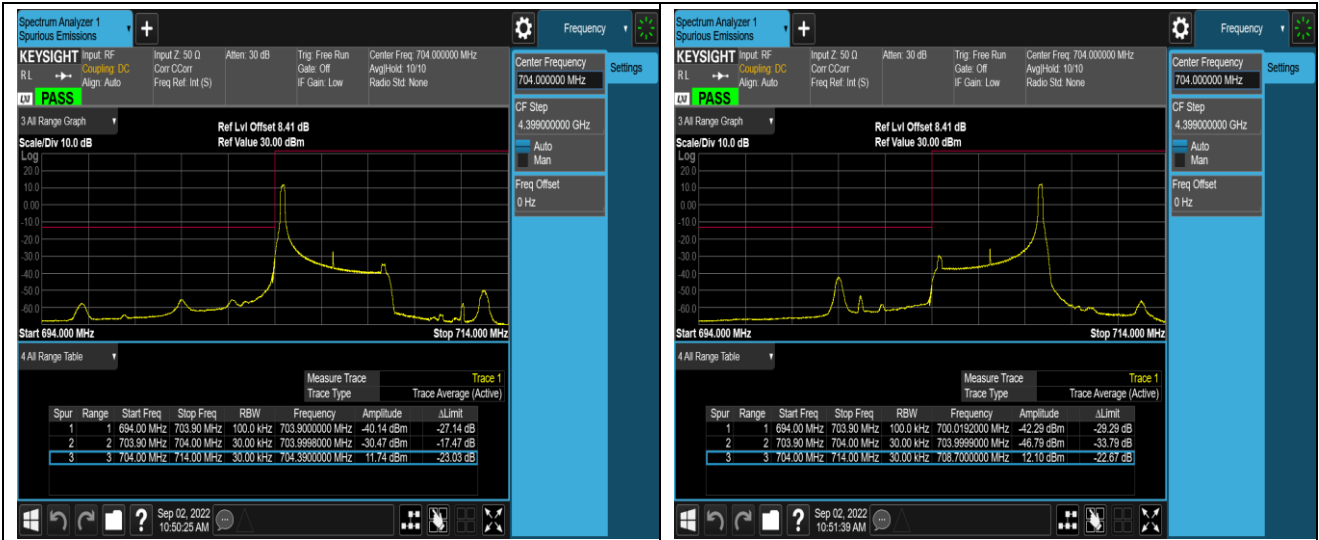 Spectrum Analyzer 1
Spurious Emissions
+
Frequency
KEYSIGHT Input: RF Input Z: 50 Ω Atten: 30 dB Trig: Free Run Center Freq: 704.000000 MHz
RL Coupling: DC Corr CCorr Gate: Off Avg|Hold: 10/10
Align: Auto Freq Ref: Int (S) IF Gain: Low Radio Std: None
LXI PASS
Center Frequency
704.000000 MHz
Settings
CF Step
4.399000000 GHz
Auto
Man
Freq Offset
0 Hz
3 All Range Graph
Ref Lvl Offset 8.41 dB
Scale/Div 10.0 dB Ref Value 30.00 dBm
Log
20.0
10.0
0.00
-10.0
-20.0
-30.0
-40.0
-50.0
-60.0
Start 694.000 MHz Stop 714.000 MHz
4 All Range Table
Measure Trace Trace 1
Trace Type Trace Average (Active)
Spur Range Start Freq Stop Freq RBW Frequency Amplitude ΔLimit
1 1 694.00 MHz 703.90 MHz 100.0 kHz 703.9000000 MHz -40.14 dBm -27.14 dB
2 2 703.90 MHz 704.00 MHz 30.00 kHz 703.9998000 MHz -30.47 dBm -17.47 dB
3 3 704.00 MHz 714.00 MHz 30.00 kHz 704.3900000 MHz 11.74 dBm -23.03 dB
?
Sep 02, 2022
10:50:25 AM
Spectrum Analyzer 1
Spurious Emissions
+
Frequency
KEYSIGHT Input: RF Input Z: 50 Ω Atten: 30 dB Trig: Free Run Center Freq: 704.000000 MHz
RL Coupling: DC Corr CCorr Gate: Off Avg|Hold: 10/10
Align: Auto Freq Ref: Int (S) IF Gain: Low Radio Std: None
LXI PASS
Center Frequency
704.000000 MHz
Settings
CF Step
4.399000000 GHz
Auto
Man
Freq Offset
0 Hz
3 All Range Graph
Ref Lvl Offset 8.41 dB
Scale/Div 10.0 dB Ref Value 30.00 dBm
Log
20.0
10.0
0.00
-10.0
-20.0
-30.0
-40.0
-50.0
-60.0
Start 694.000 MHz Stop 714.000 MHz
4 All Range Table
Measure Trace Trace 1
Trace Type Trace Average (Active)
Spur Range Start Freq Stop Freq RBW Frequency Amplitude ΔLimit
1 1 694.00 MHz 703.90 MHz 100.0 kHz 700.0192000 MHz -42.29 dBm -29.29 dB
2 2 703.90 MHz 704.00 MHz 30.00 kHz 703.9999000 MHz -46.79 dBm -33.79 dB
3 3 704.00 MHz 714.00 MHz 30.00 kHz 708.7000000 MHz 12.10 dBm -22.67 dB
?
Sep 02, 2022
10:51:39 AM